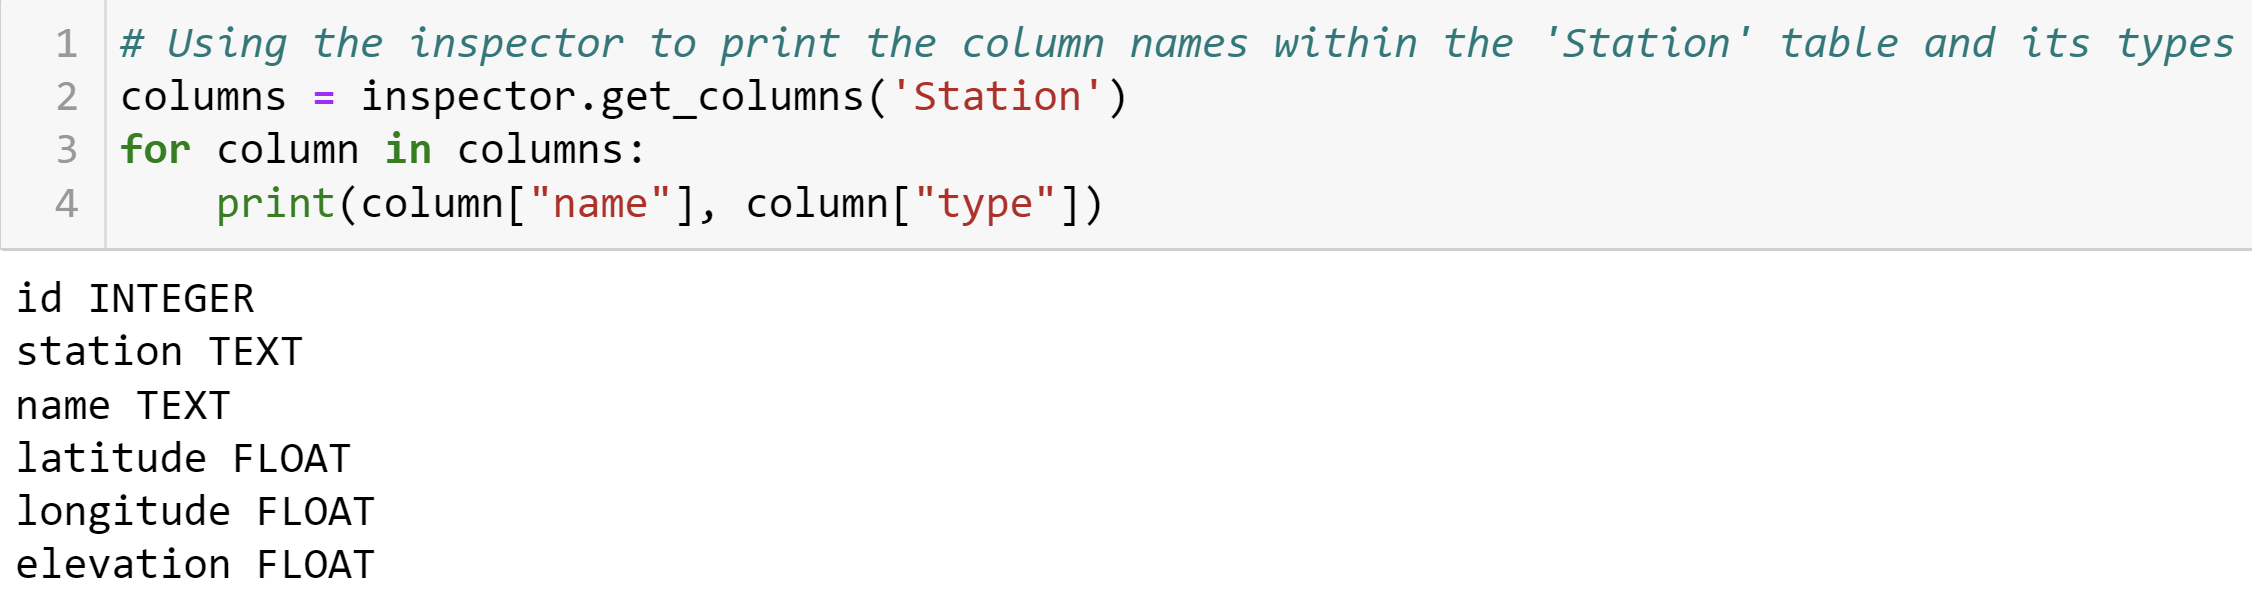 1 # Using the inspector to print the column names within the 'Station' table and its types
2 columns = inspector.get_columns('Station')
3 for column in columns:
4     print(column["name"], column["type"])
id INTEGER
station TEXT
name TEXT
latitude FLOAT
longitude FLOAT
elevation FLOAT